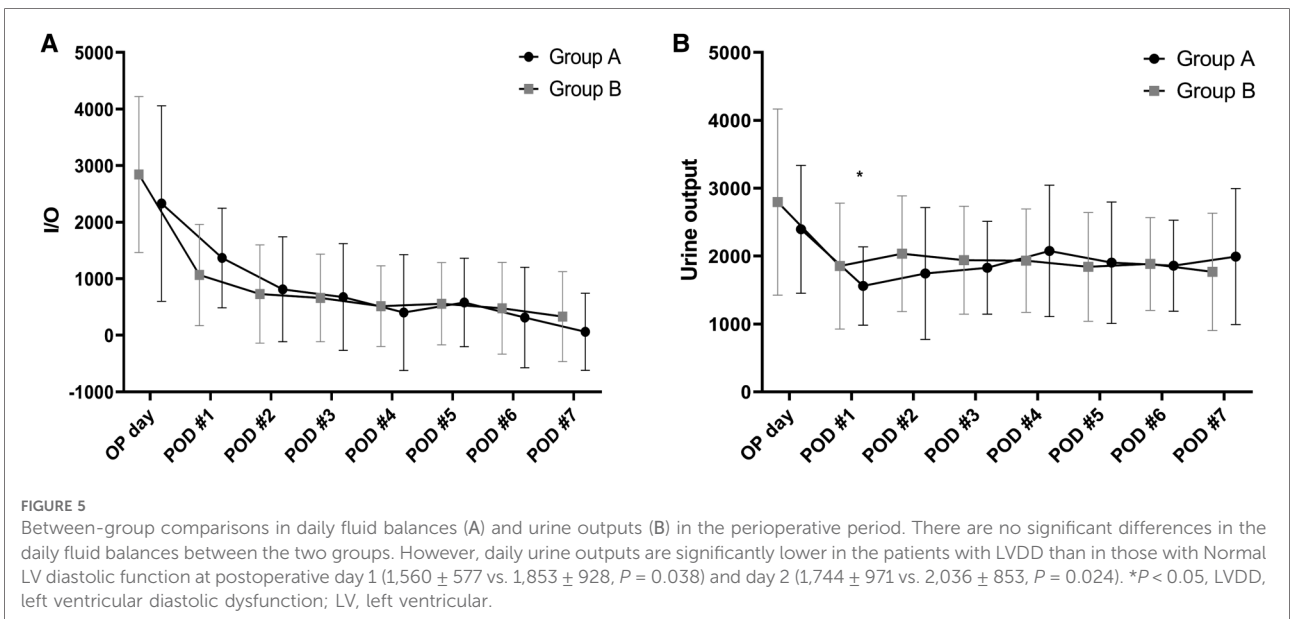 A
5000
4000
3000
2000
1000
0
-1000
I/O
Group A
Group B
OP day
POD #1
POD #2
POD #3
POD #4
POD #5
POD #6
POD #7
B
5000
4000
3000
2000
1000
0
Urine output
*
Group A
Group B
OP day
POD #1
POD #2
POD #3
POD #4
POD #5
POD #6
POD #7
FIGURE 5
Between-group comparisons in daily fluid balances (A) and urine outputs (B) in the perioperative period. There are no significant differences in the
daily fluid balances between the two groups. However, daily urine outputs are significantly lower in the patients with LVDD than in those with Normal
LV diastolic function at postoperative day 1 (1,560 ± 577 vs. 1,853 ± 928, P = 0.038) and day 2 (1,744 ± 971 vs. 2,036 ± 853, P = 0.024). *P < 0.05, LVDD,
left ventricular diastolic dysfunction; LV, left ventricular.